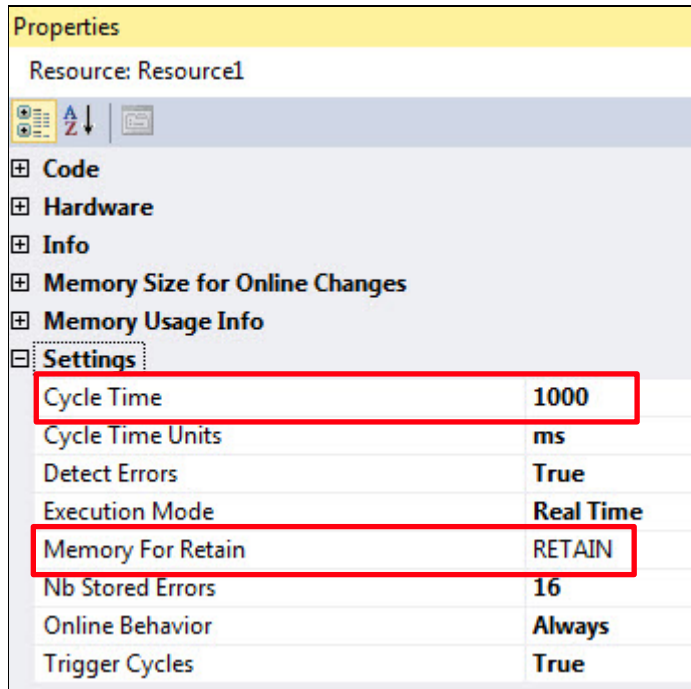 Properties
Resource: Resource1
A
Z
Code
Hardware
Info
Memory Size for Online Changes
Memory Usage Info
Settings
Cycle Time 1000
Cycle Time Units ms
Detect Errors True
Execution Mode Real Time
Memory For Retain RETAIN
Nb Stored Errors 16
Online Behavior Always
Trigger Cycles True